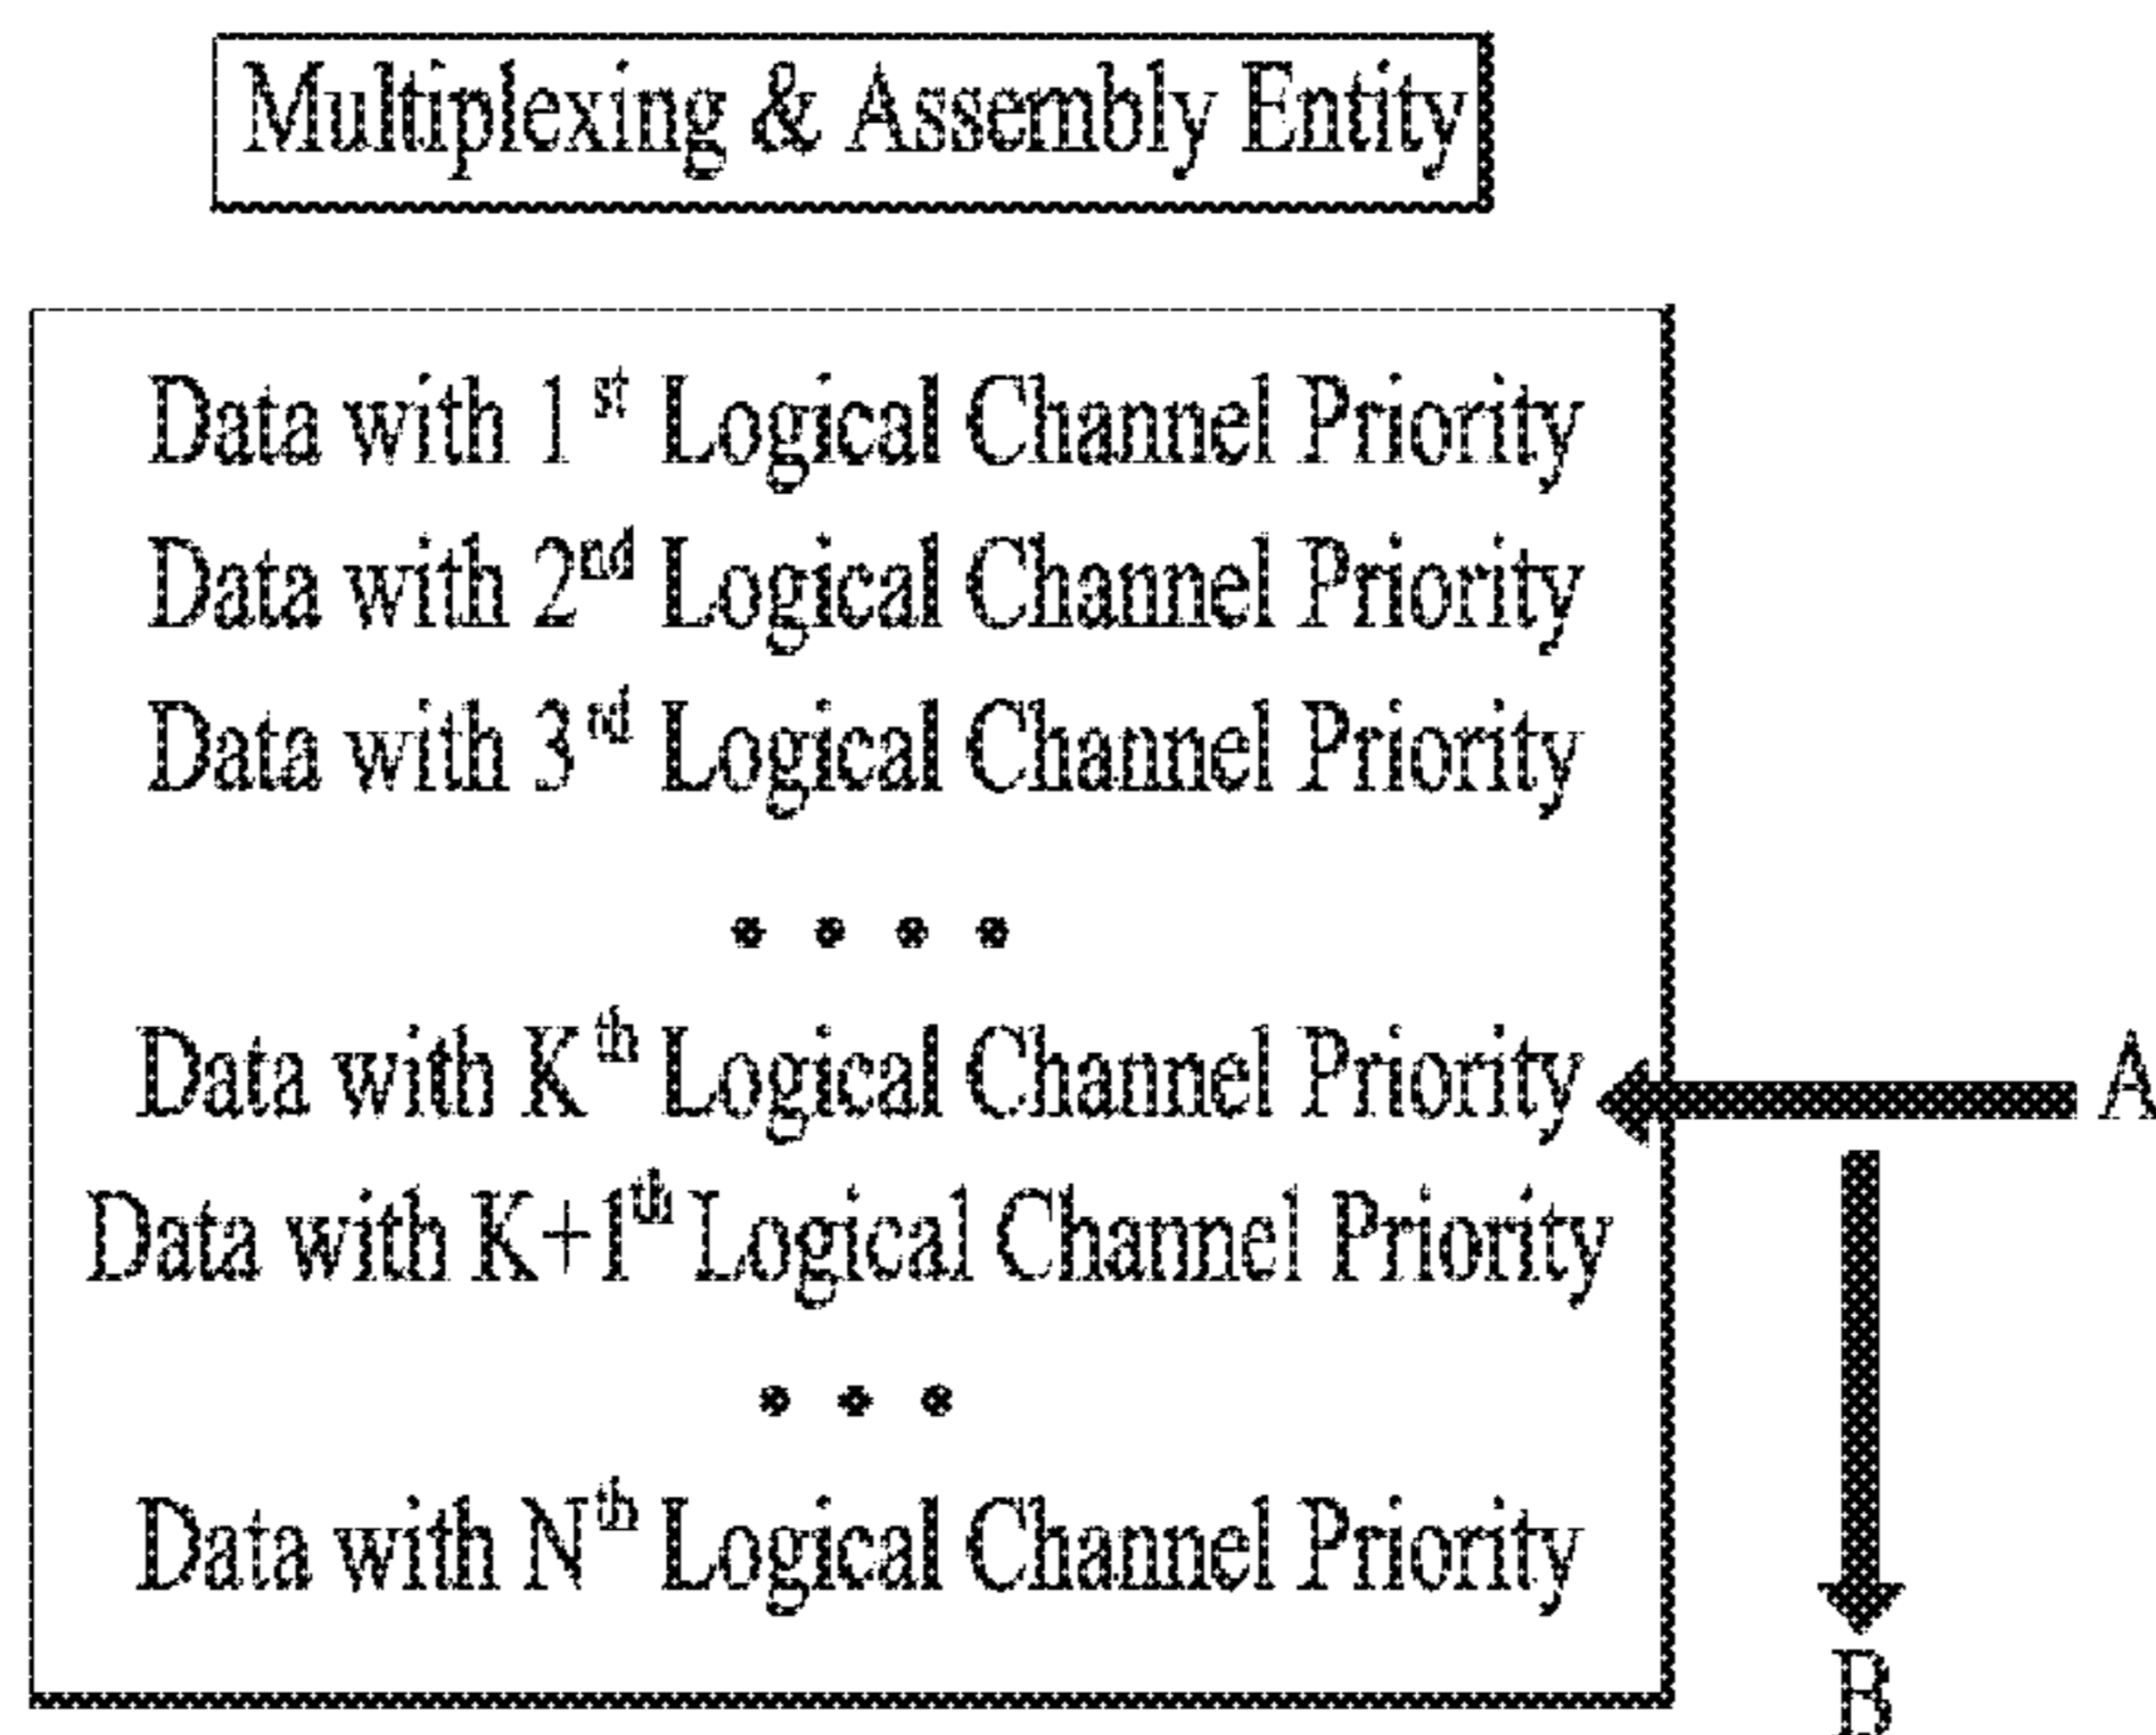 Multiplexing & Assembly Entity
Data with 1st Logical Channel Priority
Data with 2nd Logical Channel Priority
Data with 3rd Logical Channel Priority
....
Data with Kth Logical Channel Priority
A
Data with K+1th Logical Channel Priority
...
Data with Nth Logical Channel Priority
B